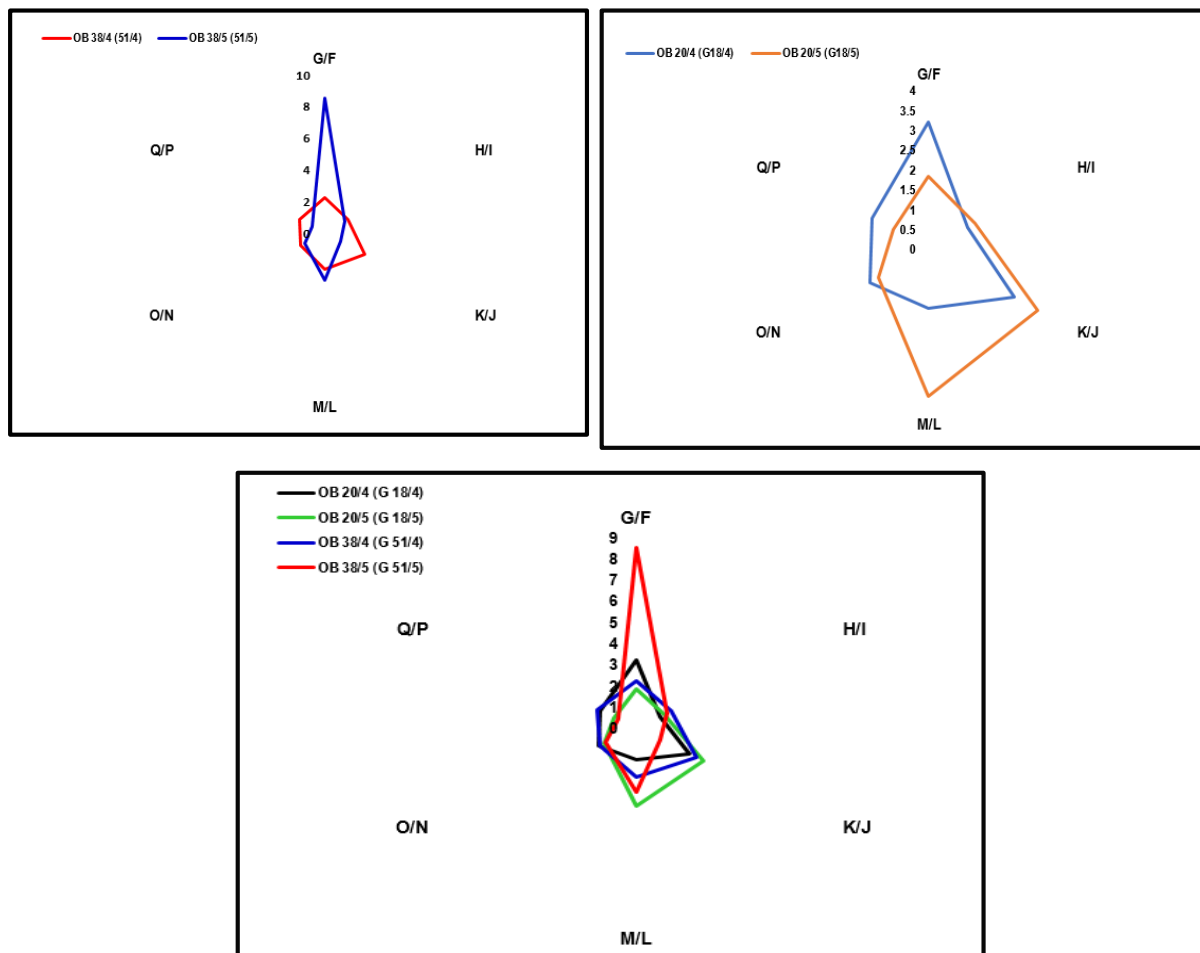 OB 38/4 (51/4) OB 38/5 (51/5)
G/F
10
8
6
4
2
0
Q/P
H/I
O/N
K/J
M/L
OB 20/4 (G18/4) OB 20/5 (G18/5)
G/F
4
3.5
3
2.5
2
1.5
1
0.5
0
Q/P
H/I
O/N
K/J
M/L
OB 20/4 (G 18/4)
OB 20/5 (G 18/5)
OB 38/4 (G 51/4)
OB 38/5 (G 51/5)
G/F
9
8
7
6
5
4
3
2
1
0
Q/P
H/I
O/N
K/J
M/L